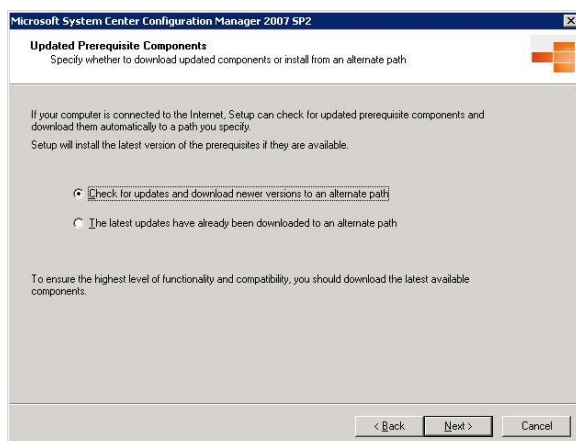 Microsoft System Center Configuration Manager 2007 SP2
Updated Prerequisite Components
Specify whether to download updated components or install from an alternate path
If your computer is connected to the Internet, Setup can check for updated prerequisite components and
download them automatically to a path you specify.
Setup will install the latest version of the prerequisites if they are available.
Check for updates and download newer versions to an alternate path
The latest updates have already been downloaded to an alternate path
To ensure the highest level of functionality and compatibility, you should download the latest available
components.
< Back Next > Cancel